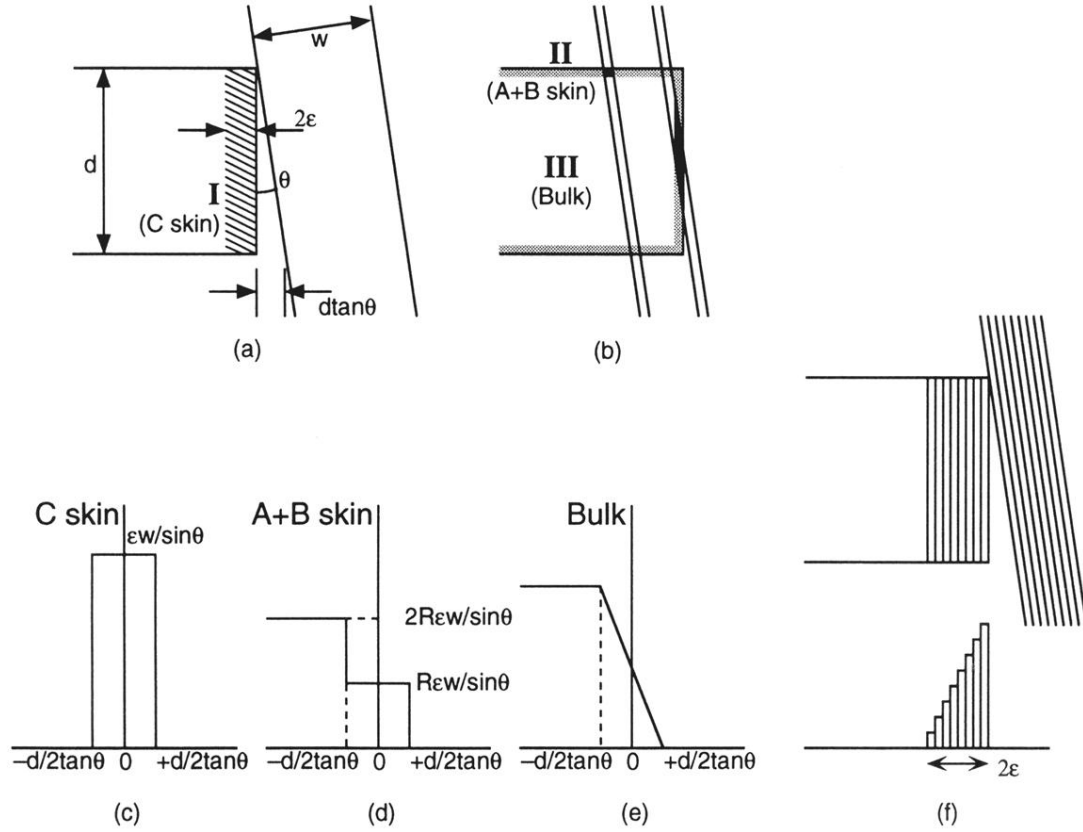 w
2ε
d
I
(C skin)
θ
dtanθ
(a)
II
(A+B skin)
III
(Bulk)
(b)
C skin
εw/sinθ
−d/2tanθ 0 +d/2tanθ
(c)
A+B skin
2Rεw/sinθ
Rεw/sinθ
−d/2tanθ 0 +d/2tanθ
(d)
Bulk
−d/2tanθ 0 +d/2tanθ
(e)
2ε
(f)